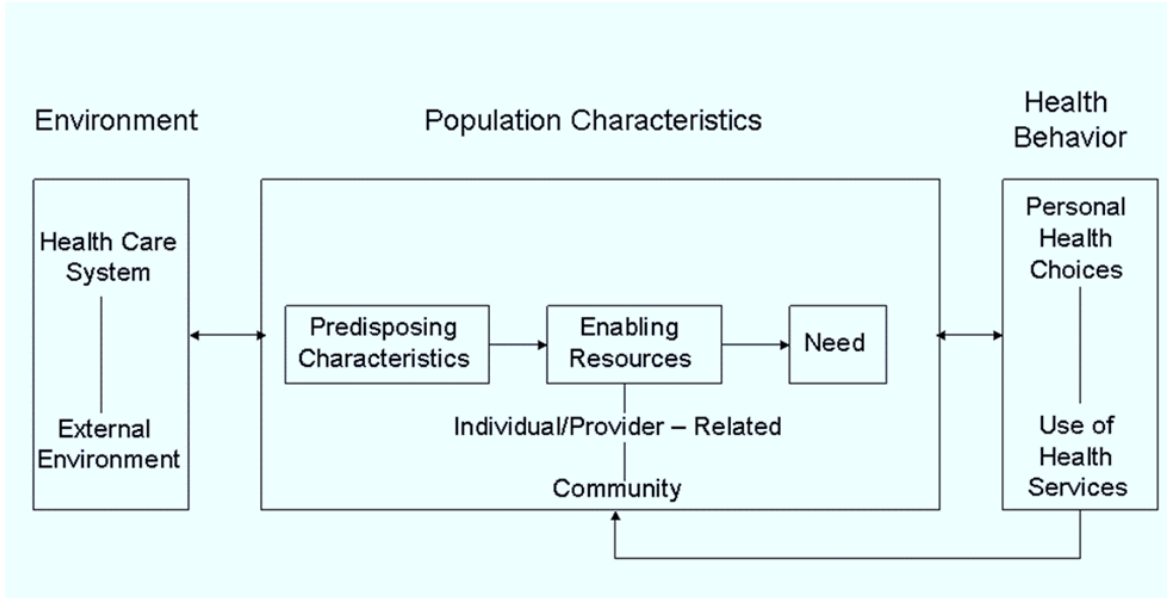 Environment
Population Characteristics
Health
Behavior
Health Care
System
External
Environment
Predisposing
Characteristics
Enabling
Resources
Need
Individual/Provider – Related
Community
Personal
Health
Choices
Use of
Health
Services